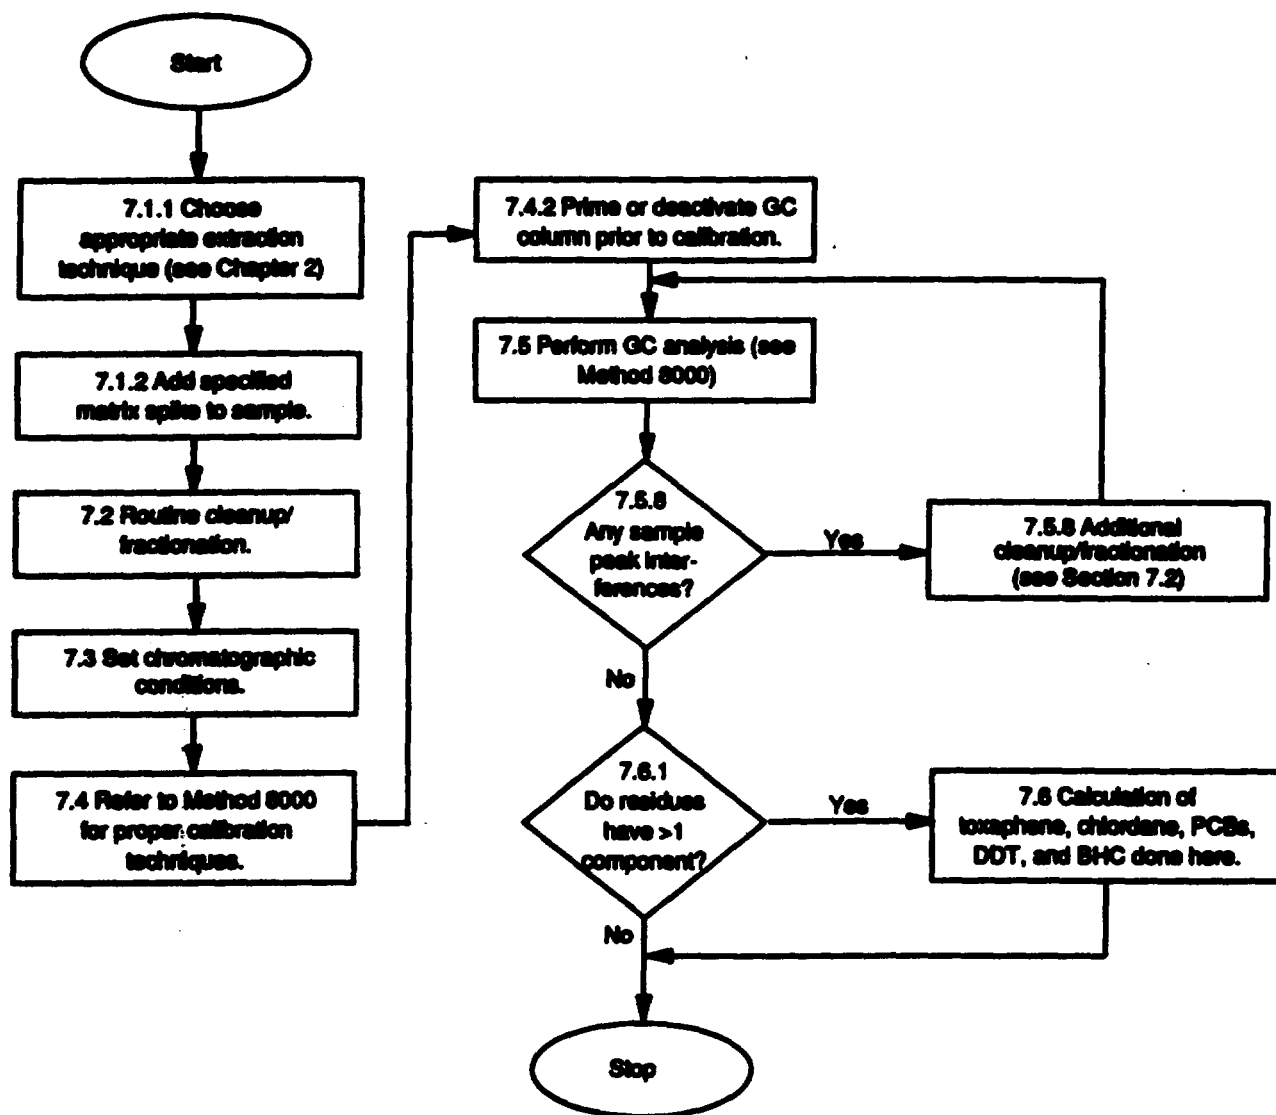 Start
7.1.1 Choose
appropriate extraction
technique (see Chapter 2)
7.1.2 Add specified
matrix spike to sample.
7.2 Routine cleanup/
fractionation.
7.3 Set chromatographic
conditions.
7.4 Refer to Method 8000
for proper calibration
techniques.
7.4.2 Prime or deactivate GC
column prior to calibration.
7.5 Perform GC analysis (see
Method 8000)
7.5.8
Any sample
peak inter-
ferences?
Yes
7.5.8 Additional
cleanup/fractionation
(see Section 7.2)
No
7.6.1
Do residues
have >1
component?
Yes
7.6 Calculation of
toxaphene, chlordane, PCBs,
DDT, and BHC done here.
No
Stop